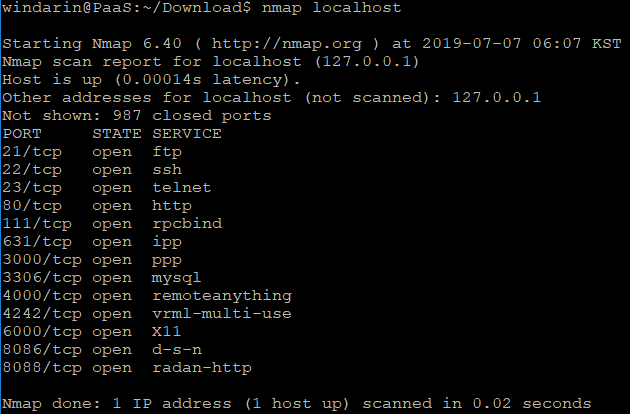 windarin@PaaS:~/Download$ nmap localhost
Starting Nmap 6.40 ( http://nmap.org ) at 2019-07-07 06:07 KST
Nmap scan report for localhost (127.0.0.1)
Host is up (0.00014s latency).
Other addresses for localhost (not scanned): 127.0.0.1
Not shown: 987 closed ports
PORT     STATE SERVICE
21/tcp   open  ftp
22/tcp   open  ssh
23/tcp   open  telnet
80/tcp   open  http
111/tcp  open  rpcbind
631/tcp  open  ipp
3000/tcp open  ppp
3306/tcp open  mysql
4000/tcp open  remoteanything
4242/tcp open  vrml-multi-use
6000/tcp open  X11
8086/tcp open  d-s-n
8088/tcp open  radan-http
Nmap done: 1 IP address (1 host up) scanned in 0.02 seconds